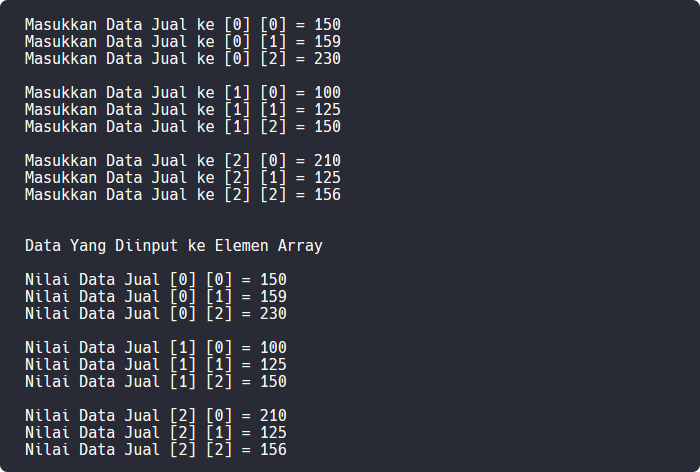 Masukkan Data Jual ke [0] [0] = 150
Masukkan Data Jual ke [0] [1] = 159
Masukkan Data Jual ke [0] [2] = 230
Masukkan Data Jual ke [1] [0] = 100
Masukkan Data Jual ke [1] [1] = 125
Masukkan Data Jual ke [1] [2] = 150
Masukkan Data Jual ke [2] [0] = 210
Masukkan Data Jual ke [2] [1] = 125
Masukkan Data Jual ke [2] [2] = 156
Data Yang Diinput ke Elemen Array
Nilai Data Jual [0] [0] = 150
Nilai Data Jual [0] [1] = 159
Nilai Data Jual [0] [2] = 230
Nilai Data Jual [1] [0] = 100
Nilai Data Jual [1] [1] = 125
Nilai Data Jual [1] [2] = 150
Nilai Data Jual [2] [0] = 210
Nilai Data Jual [2] [1] = 125
Nilai Data Jual [2] [2] = 156